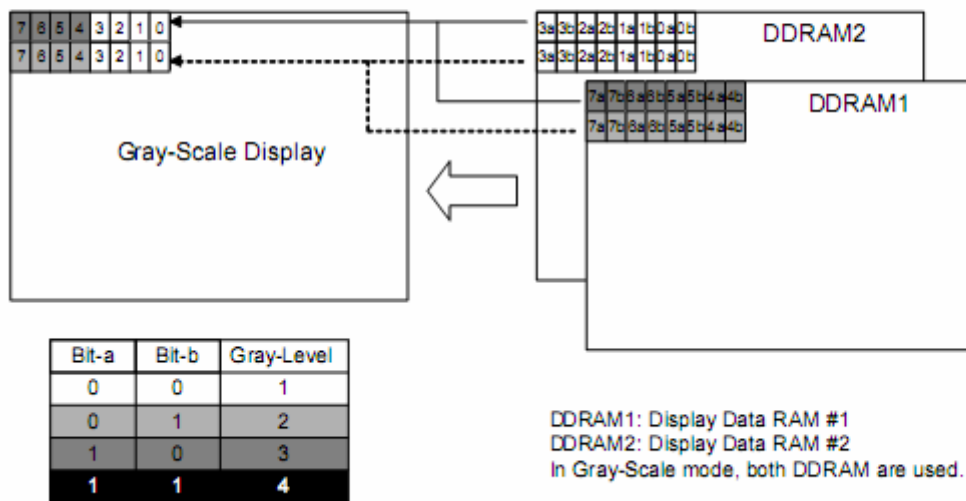 7 6 5 4 3 2 1 0
7 6 5 4 3 2 1 0
Gray-Scale Display
3a 3b 2a 2b 1a 1b 0a 0b
3a 3b 2a 2b 1a 1b 0a 0b
DDRAM2
7a 7b 6a 6b 5a 5b 4a 4b
7a 7b 6a 6b 5a 5b 4a 4b
DDRAM1
Bit-a Bit-b Gray-Level
0 0 1
0 1 2
1 0 3
1 1 4
DDRAM1: Display Data RAM #1
DDRAM2: Display Data RAM #2
In Gray-Scale mode, both DDRAM are used.